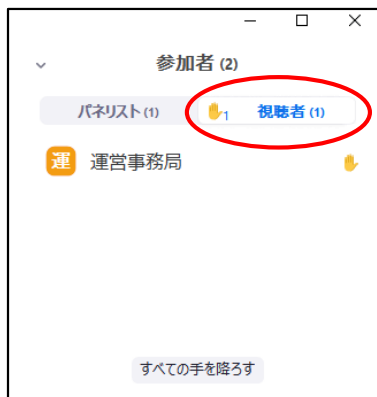 参加者 (2)
パネリスト (1) 1 視聴者 (1)
運 運営事務局
すべての手を降ろす